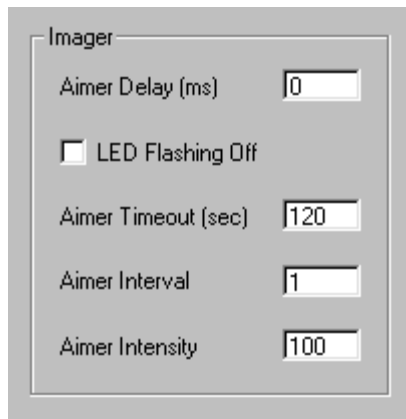 Imager
Aimer Delay (ms) 0
LED Flashing Off
Aimer Timeout (sec) 120
Aimer Interval 1
Aimer Intensity 100